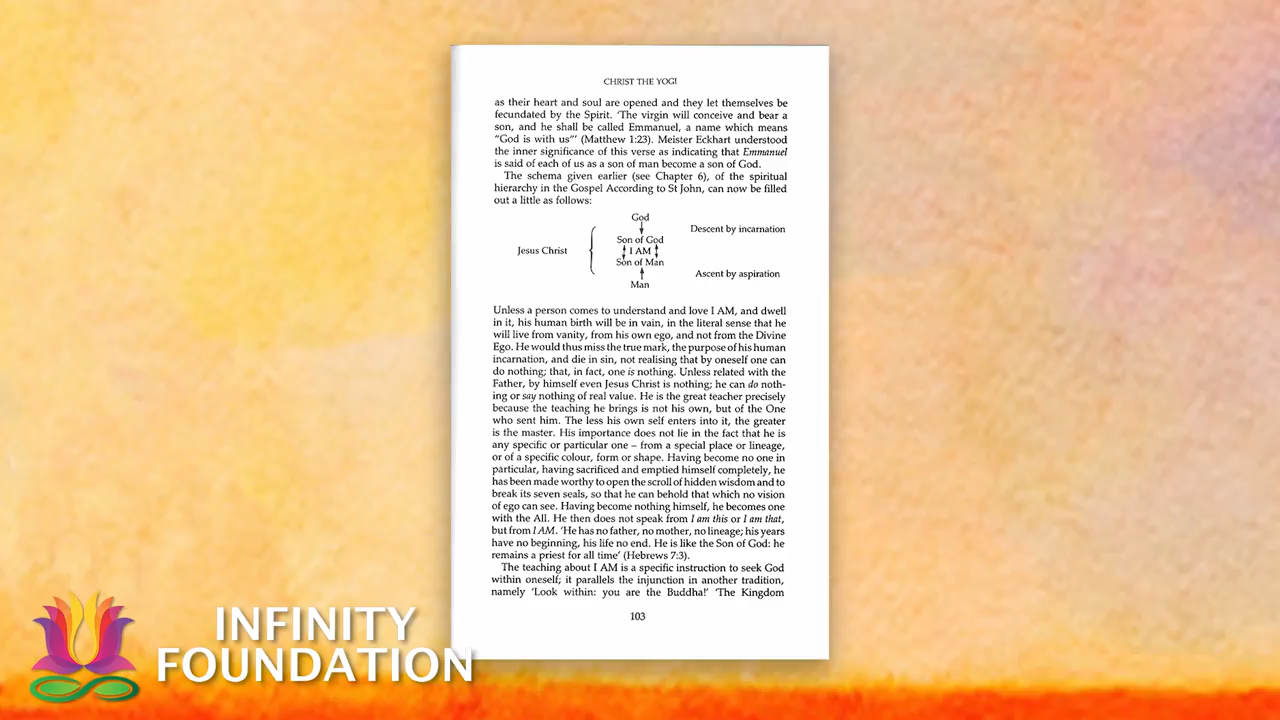 CHRIST THE YOGI
as their heart and soul are opened and they let themselves be
fecundated by the Spirit. ‘The virgin will conceive and bear a
son, and he shall be called Emmanuel, a name which means
“God is with us”’ (Matthew 1:23). Meister Eckhart understood
the inner significance of this verse as indicating that Emmanuel
is said of each of us as a son of man become a son of God.
The schema given earlier (see Chapter 6), of the spiritual
hierarchy in the Gospel According to St John, can now be filled
out a little as follows:
God
Descent by incarnation
Son of God
Jesus Christ
I AM
Son of Man
Ascent by aspiration
Man
Unless a person comes to understand and love I AM, and dwell
in it, his human birth will be in vain, in the literal sense that he
will live from vanity, from his own ego, and not from the Divine
Ego. He would thus miss the true mark, the purpose of his human
incarnation, and die in sin, not realising that by oneself one can
do nothing; that, in fact, one is nothing. Unless related with the
Father, by himself even Jesus Christ is nothing; he can do noth-
ing or say nothing of real value. He is the great teacher precisely
because the teaching he brings is not his own, but of the One
who sent him. The less his own self enters into it, the greater
is the master. His importance does not lie in the fact that he is
any specific or particular one – from a special place or lineage,
or of a specific colour, form or shape. Having become no one in
particular, having sacrificed and emptied himself completely, he
has been made worthy to open the scroll of hidden wisdom and to
break its seven seals, so that he can behold that which no vision
of ego can see. Having become nothing himself, he becomes one
with the All. He then does not speak from I am this or I am that,
but from I AM. ‘He has no father, no mother, no lineage; his years
have no beginning, his life no end. He is like the Son of God: he
remains a priest for all time’ (Hebrews 7:3).
The teaching about I AM is a specific instruction to seek God
within oneself; it parallels the injunction in another tradition,
namely ‘Look within: you are the Buddha!’ ‘The Kingdom
103
INFINITY
FOUNDATION